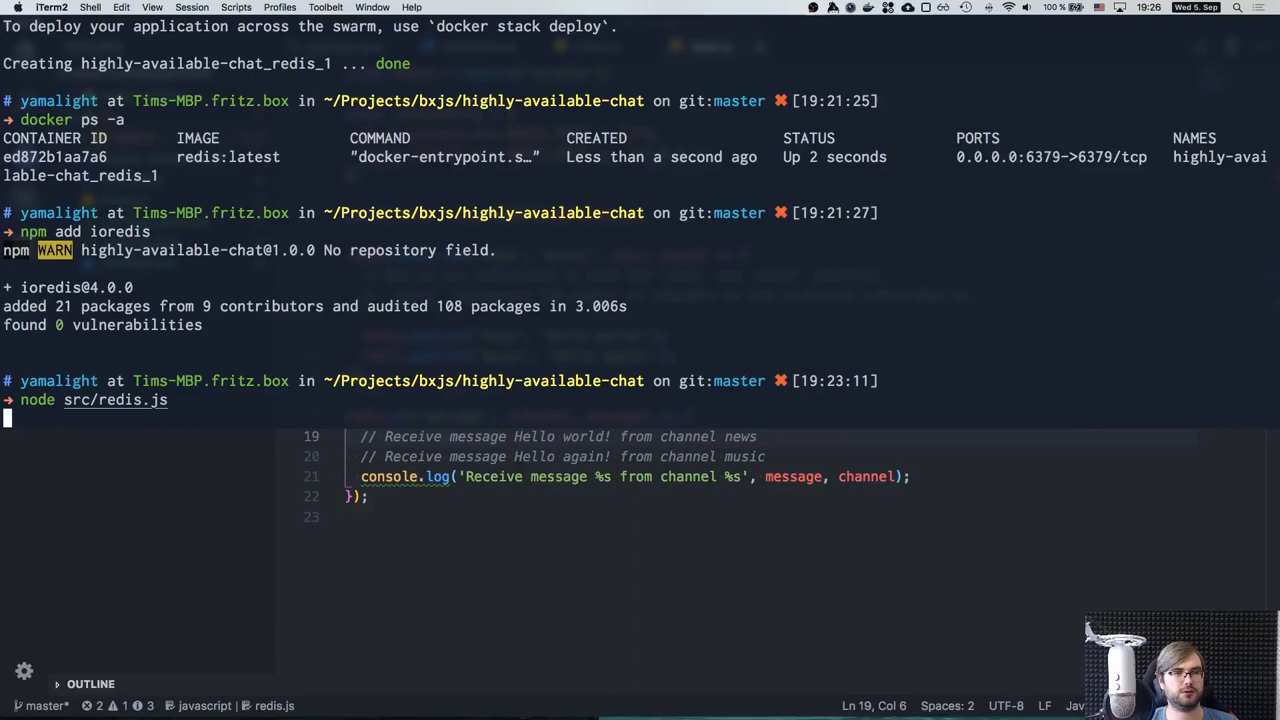 iTerm2 Shell Edit View Session Scripts Profiles Toolbelt Window Help 100 % 19:26 Wed 5. Sep
To deploy your application across the swarm, use `docker stack deploy`.
Creating highly-available-chat_redis_1 ... done
# yamalight at Tims-MBP.fritz.box in ~/Projects/bxjs/highly-available-chat on git:master ✖ [19:21:25]
→ docker ps -a
CONTAINER ID IMAGE COMMAND CREATED STATUS PORTS NAMES
ed872b1aa7a6 redis:latest "docker-entrypoint.s…" Less than a second ago Up 2 seconds 0.0.0.0:6379->6379/tcp highly-avai
lable-chat_redis_1
# yamalight at Tims-MBP.fritz.box in ~/Projects/bxjs/highly-available-chat on git:master ✖ [19:21:27]
→ npm add ioredis
npm WARN highly-available-chat@1.0.0 No repository field.
+ ioredis@4.0.0
added 21 packages from 9 contributors and audited 108 packages in 3.006s
found 0 vulnerabilities
# yamalight at Tims-MBP.fritz.box in ~/Projects/bxjs/highly-available-chat on git:master ✖ [19:23:11]
→ node src/redis.js
19 // Receive message Hello world! from channel news
20 // Receive message Hello again! from channel music
21 console.log('Receive message %s from channel %s', message, channel);
22 });
23
OUTLINE
master* 2 1 3 javascript redis.js Ln 19, Col 6 Spaces: 2 UTF-8 LF Jav